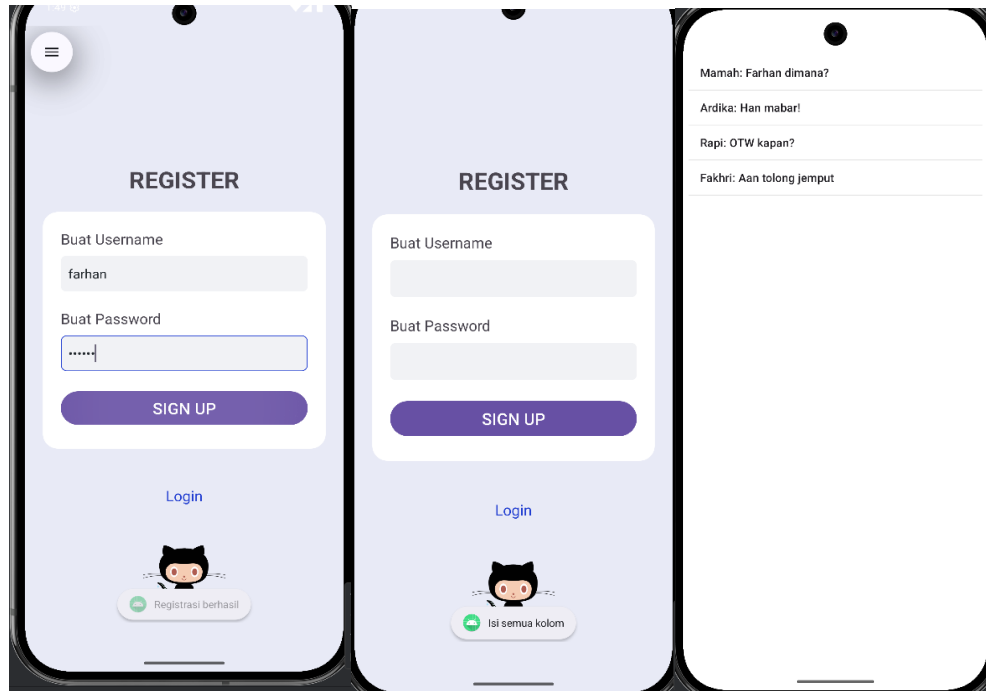 REGISTER
Buat Username
farhan
Buat Password
SIGN UP
Login
Registrasi berhasil
REGISTER
Buat Username
Buat Password
SIGN UP
Login
Isi semua kolom
Mamah: Farhan dimana?
Ardika: Han mabar!
Rapi: OTW kapan?
Fakhri: Aan tolong jemput